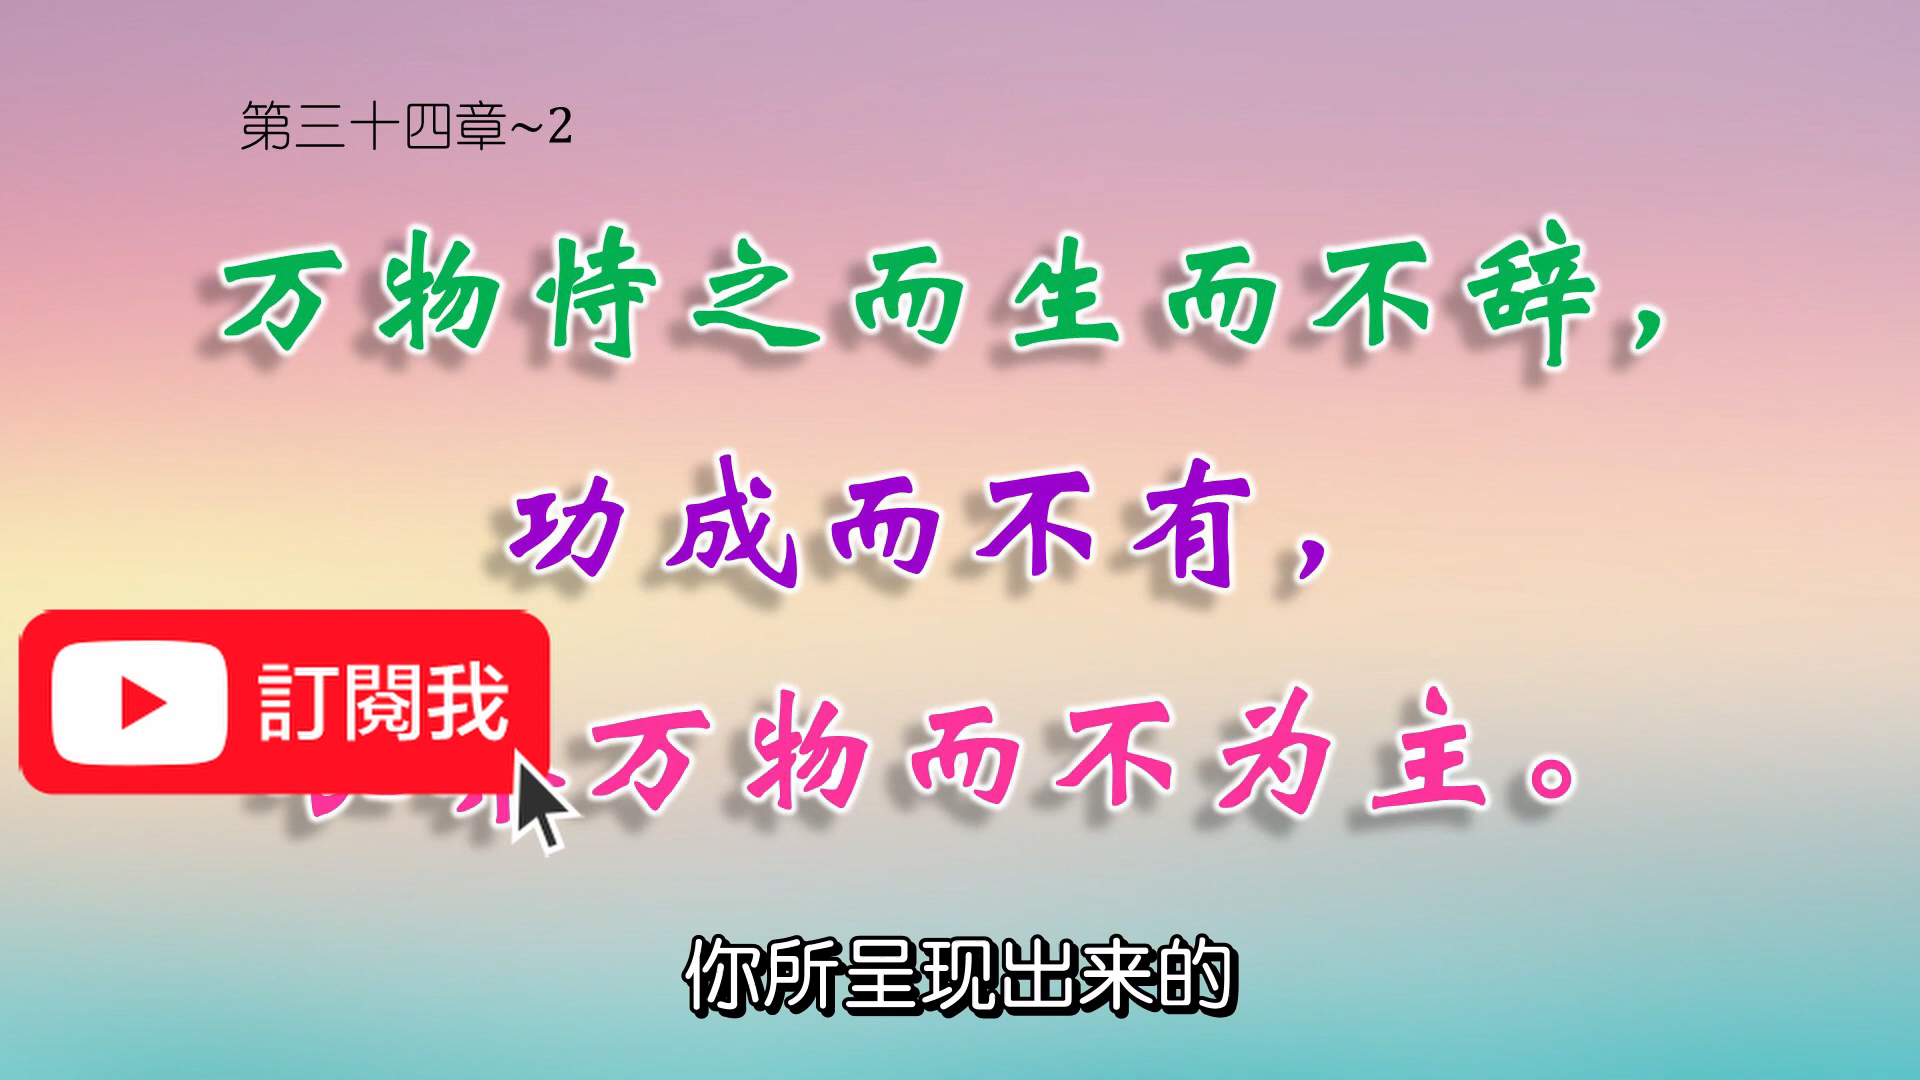 第三十四章~2
万物恃之而生而不辞，
功成而不有，
訂閱我
万物而不为主。
你所呈现出来的